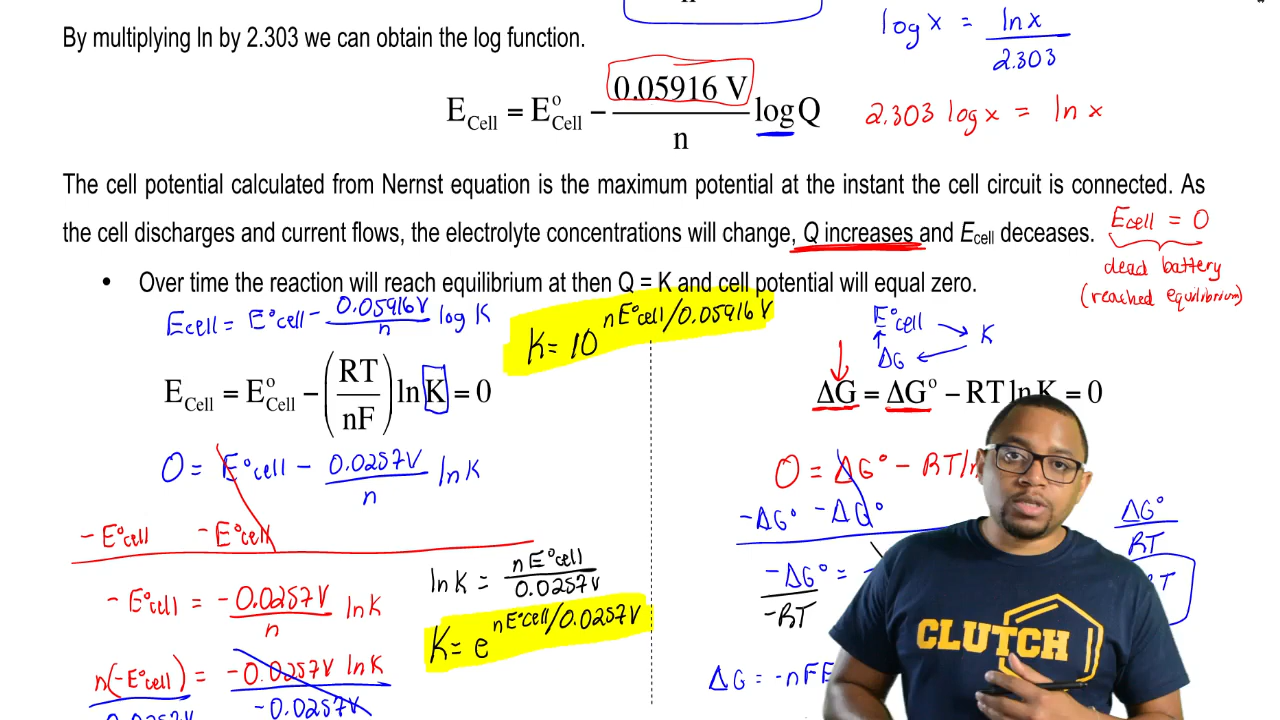 By multiplying ln by 2.303 we can obtain the log function.
log x = ln x / 2.303
E Cell = E° Cell − 0.05916 V / n log Q
2.303 log x = ln x
The cell potential calculated from Nernst equation is the maximum potential at the instant the cell circuit is connected. As
the cell discharges and current flows, the electrolyte concentrations will change, Q increases and Ecell deceases.
Ecell = 0
dead battery
(reached equilibrium)
• Over time the reaction will reach equilibrium at then Q = K and cell potential will equal zero.
Ecell = E°cell − 0.05916V / n log K
K = 10^nE°cell/0.05916 V
E Cell = E° Cell − (RT / nF) ln K = 0
0 = E°cell − 0.0257V / n ln K
− E°cell − E°cell
− E°cell = − 0.0257V / n ln K
n(−E°cell) = −0.0257V ln K
−0.0257V
ln K = nE°cell / 0.0257V
K = e^nE°cell/0.0257V
E°cell
K
ΔG
ΔG = ΔG° − RT ln K = 0
0 = ΔG° − RT ln
−ΔG° − ΔG°
−ΔG° = −
−RT
ΔG° / RT
ΔG = −nFE
CLUTCH